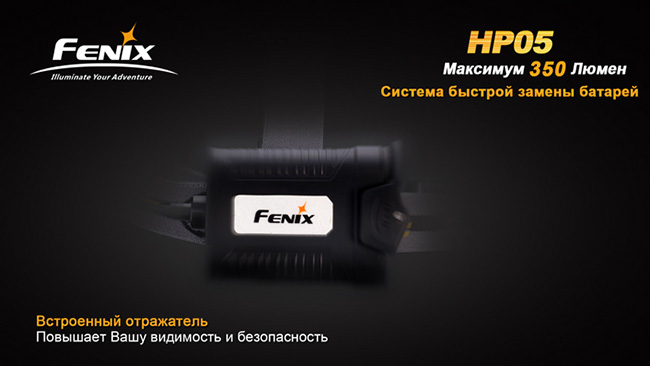 FENIX
Illuminate Your Adventure
HP05
Максимум 350 Люмен
Система быстрой замены батарей
FENIX
Встроенный отражатель
Повышает Вашу видимость и безопасность